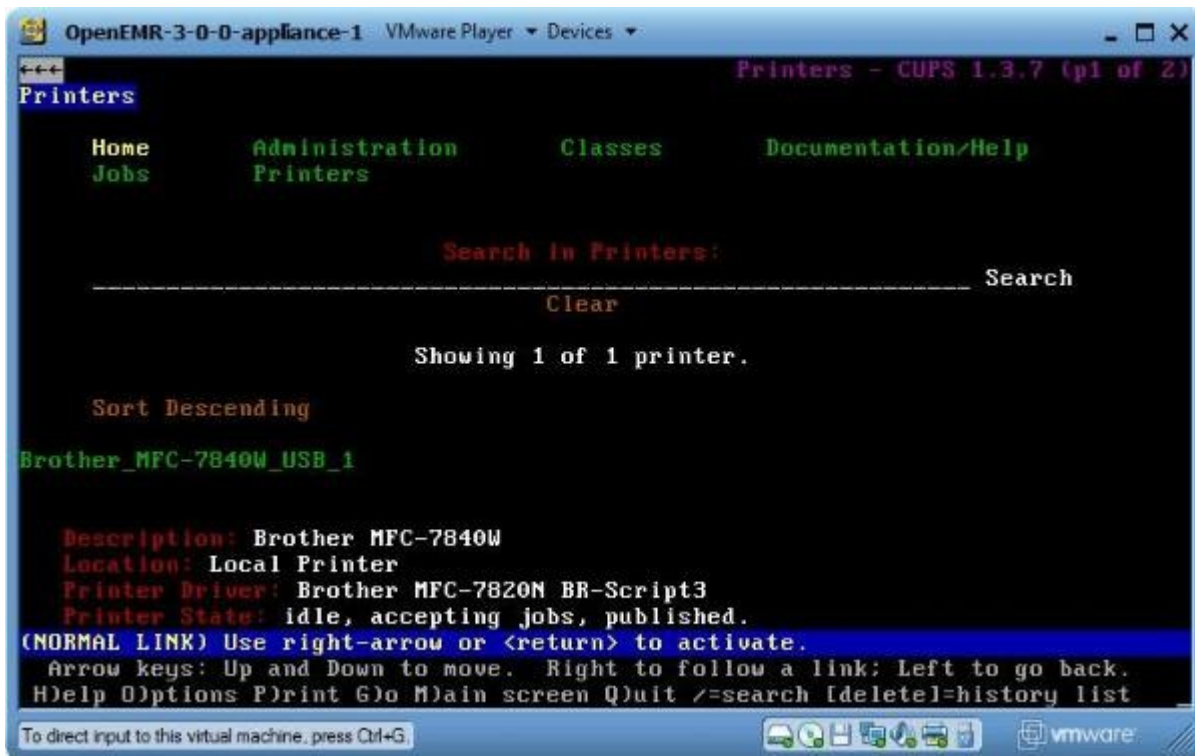 OpenEMR-3-0-0-appliance-1 VMware Player Devices
←←← Printers - CUPS 1.3.7 (p1 of 2)
Printers
Home Administration Classes Documentation/Help
Jobs Printers
Search in Printers:
____________________________________________________________ Search
Clear
Showing 1 of 1 printer.
Sort Descending
Brother_MFC-7840W_USB_1
Description: Brother MFC-7840W
Location: Local Printer
Printer Driver: Brother MFC-7820N BR-Script3
Printer State: idle, accepting jobs, published.
(NORMAL LINK) Use right-arrow or <return> to activate.
Arrow keys: Up and Down to move. Right to follow a link; Left to go back.
H)elp O)ptions P)rint G)o M)ain screen Q)uit /=search [delete]=history list
To direct input to this virtual machine, press Ctrl+G. vmware